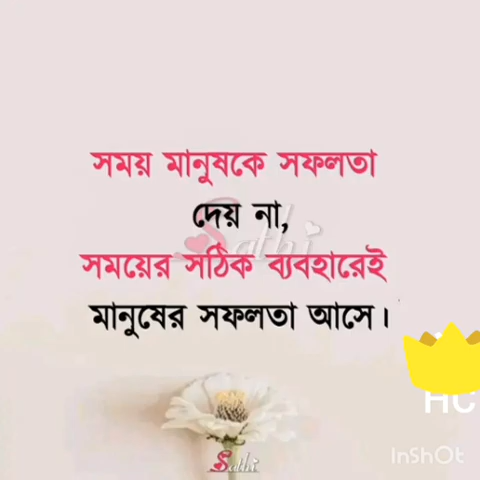 সময় মানুষকে সফলতা
দেয় না,
Sathi
সময়ের সঠিক ব্যবহারেই
মানুষের সফলতা আসে।
HC
InShOt
Sathi